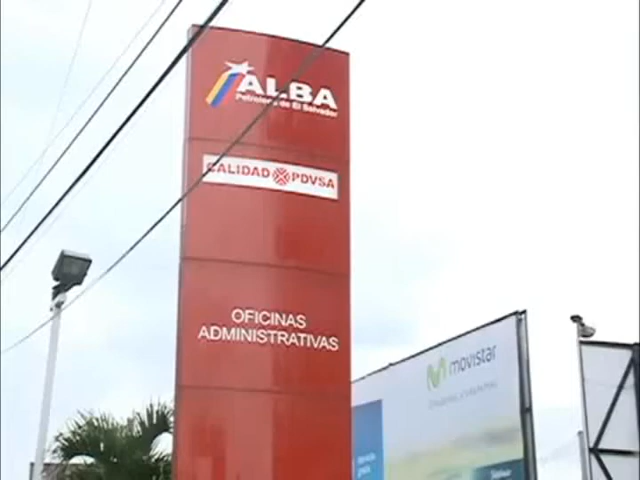 ALBA
Petróleos de El Salvador
CALIDAD PDVSA
OFICINAS
ADMINISTRATIVAS
movistar